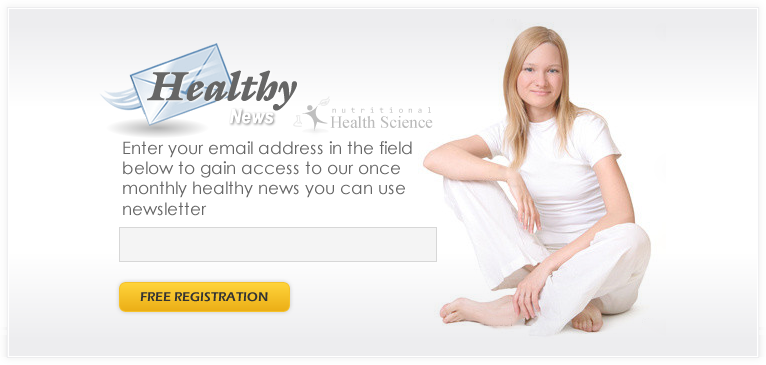 Healthy
News
nutritional
Health Science
Enter your email address in the field
below to gain access to our once
monthly healthy news you can use
newsletter
FREE REGISTRATION